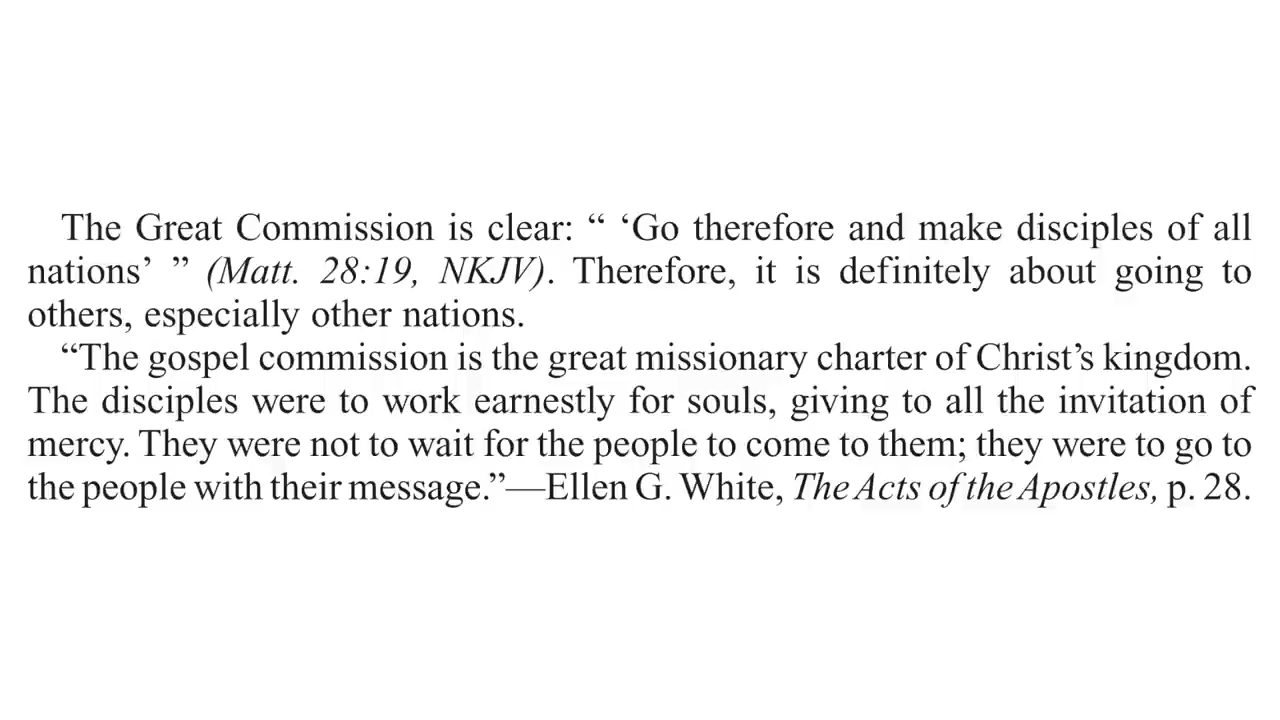 The Great Commission is clear: “ ‘Go therefore and make disciples of all
nations’ ” (Matt. 28:19, NKJV). Therefore, it is definitely about going to
others, especially other nations.
“The gospel commission is the great missionary charter of Christ’s kingdom.
The disciples were to work earnestly for souls, giving to all the invitation of
mercy. They were not to wait for the people to come to them; they were to go to
the people with their message.”—Ellen G. White, The Acts of the Apostles, p. 28.